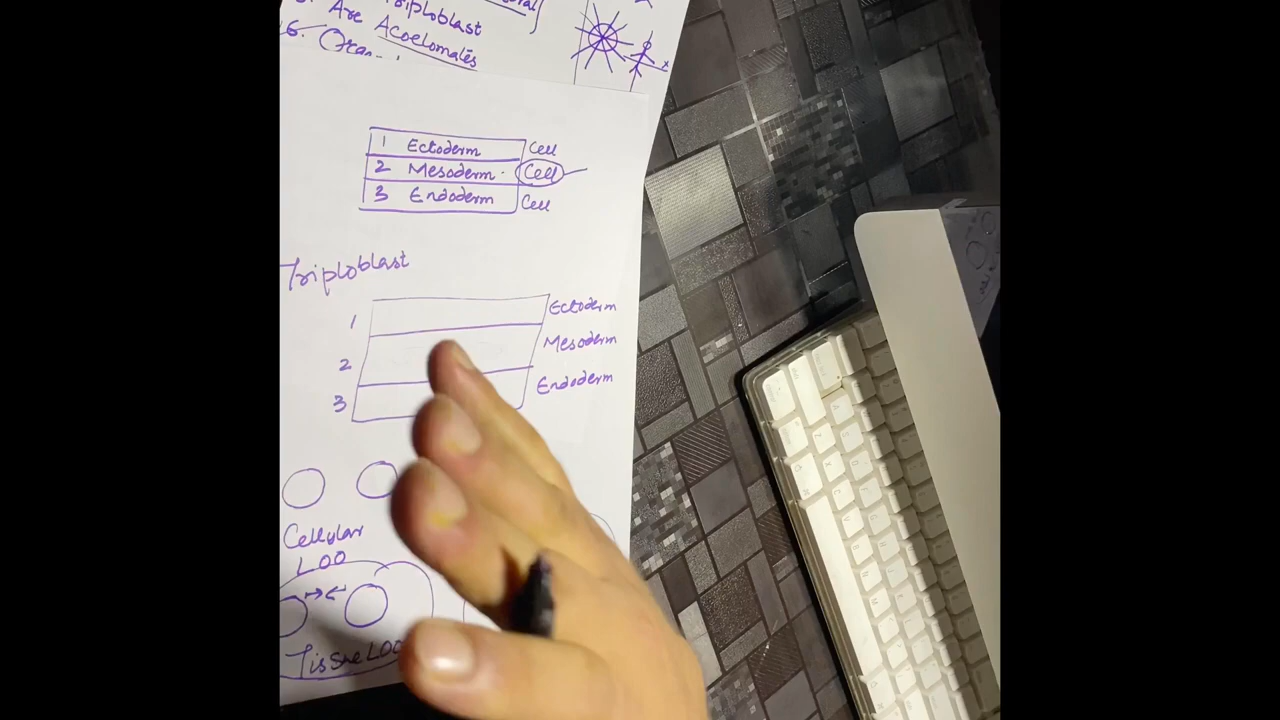 Are Triploblast
6. Acoelomates
1 Ectoderm Cell
2 Mesoderm Cell
3 Endoderm Cell
Triploblast
1 Ectoderm
2 Mesoderm
3 Endoderm
Cellular
LOO
Tissue LOO